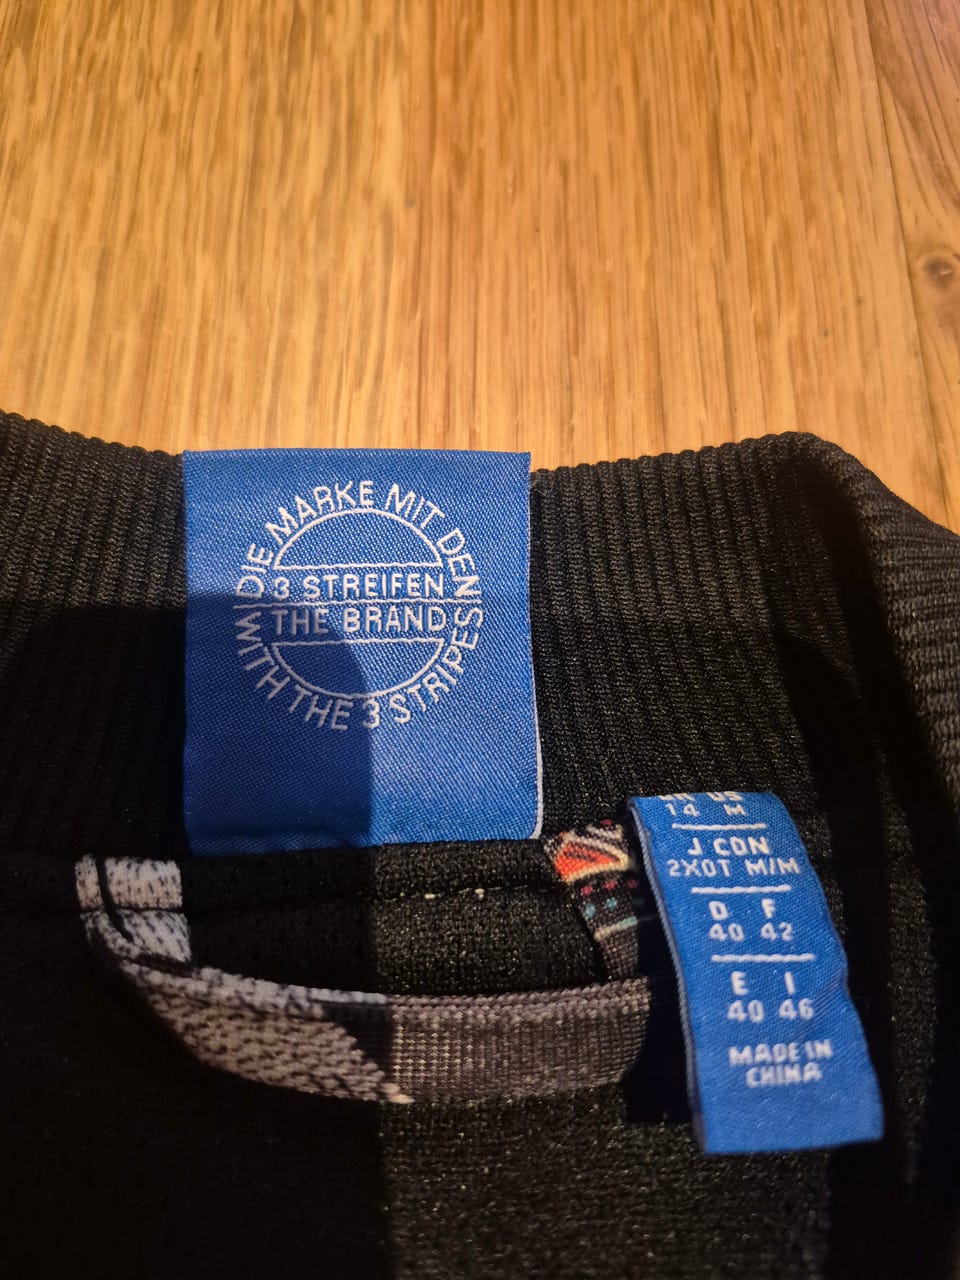 DIE MARKE MIT DEN
3 STREIFEN
THE BRAND
WITH THE 3 STRIPES
US
14 M
J CDN
2XOT M/M
D F
40 42
E I
40 46
MADE IN
CHINA